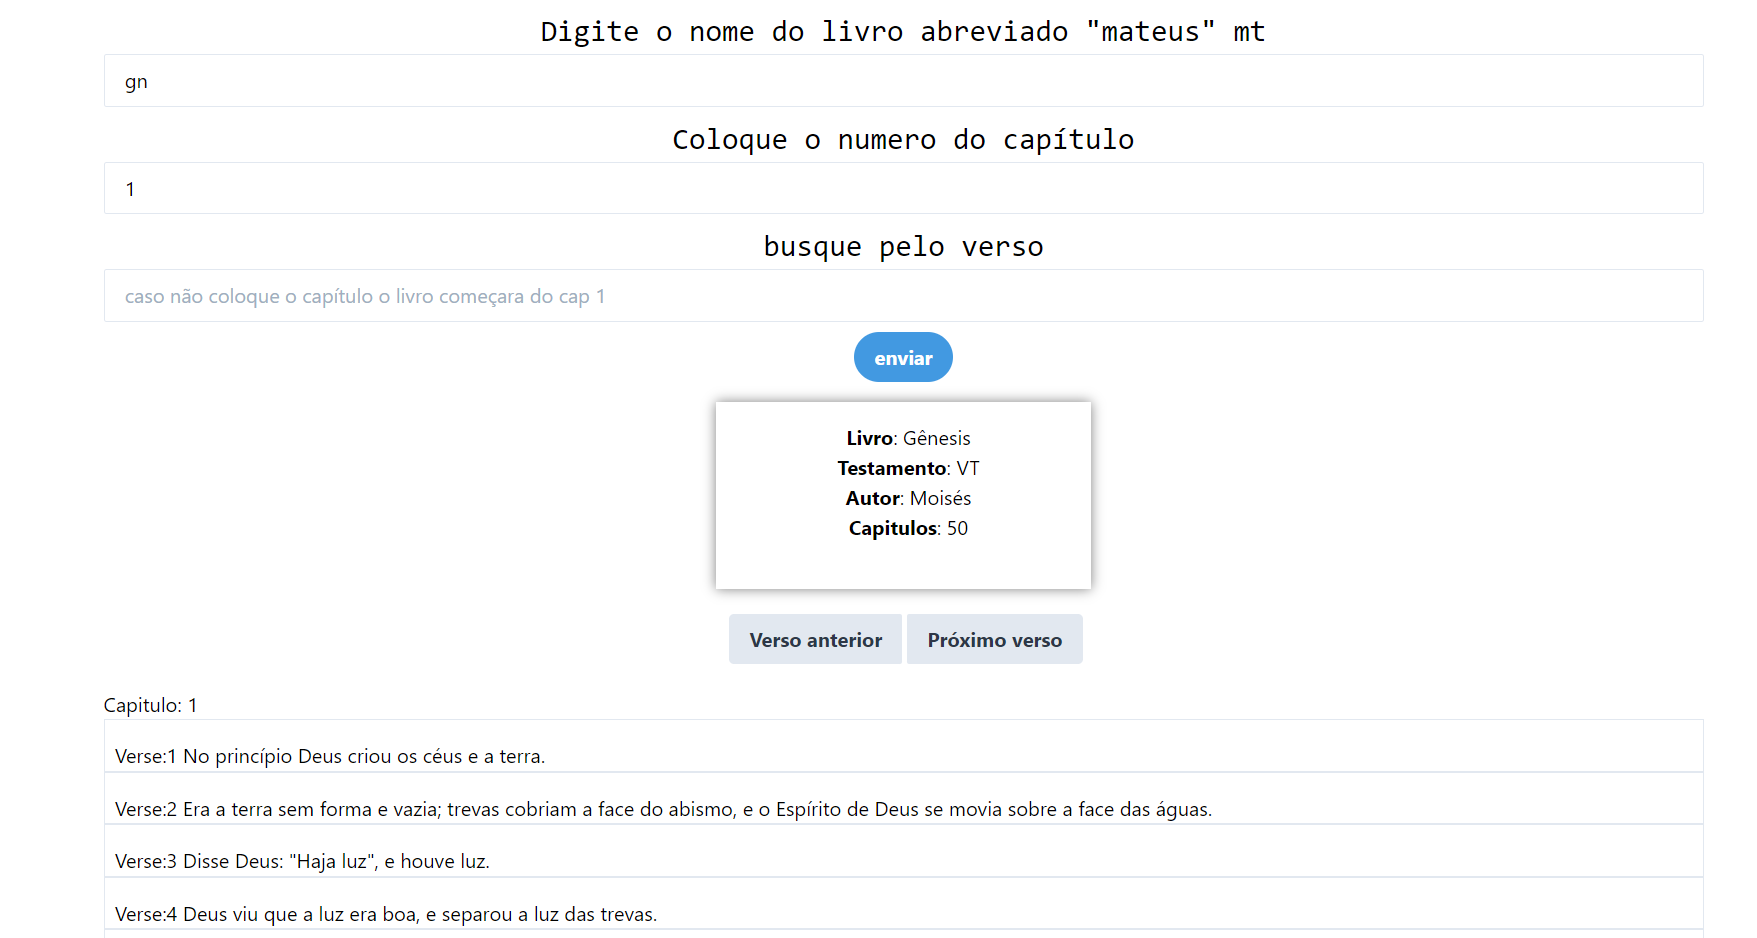 Digite o nome do livro abreviado "mateus" mt
gn
Coloque o numero do capítulo
1
busque pelo verso
caso não coloque o capítulo o livro começara do cap 1
enviar
Livro: Gênesis
Testamento: VT
Autor: Moisés
Capitulos: 50
Verso anterior Próximo verso
Capitulo: 1
Verse:1 No princípio Deus criou os céus e a terra.
Verse:2 Era a terra sem forma e vazia; trevas cobriam a face do abismo, e o Espírito de Deus se movia sobre a face das águas.
Verse:3 Disse Deus: "Haja luz", e houve luz.
Verse:4 Deus viu que a luz era boa, e separou a luz das trevas.